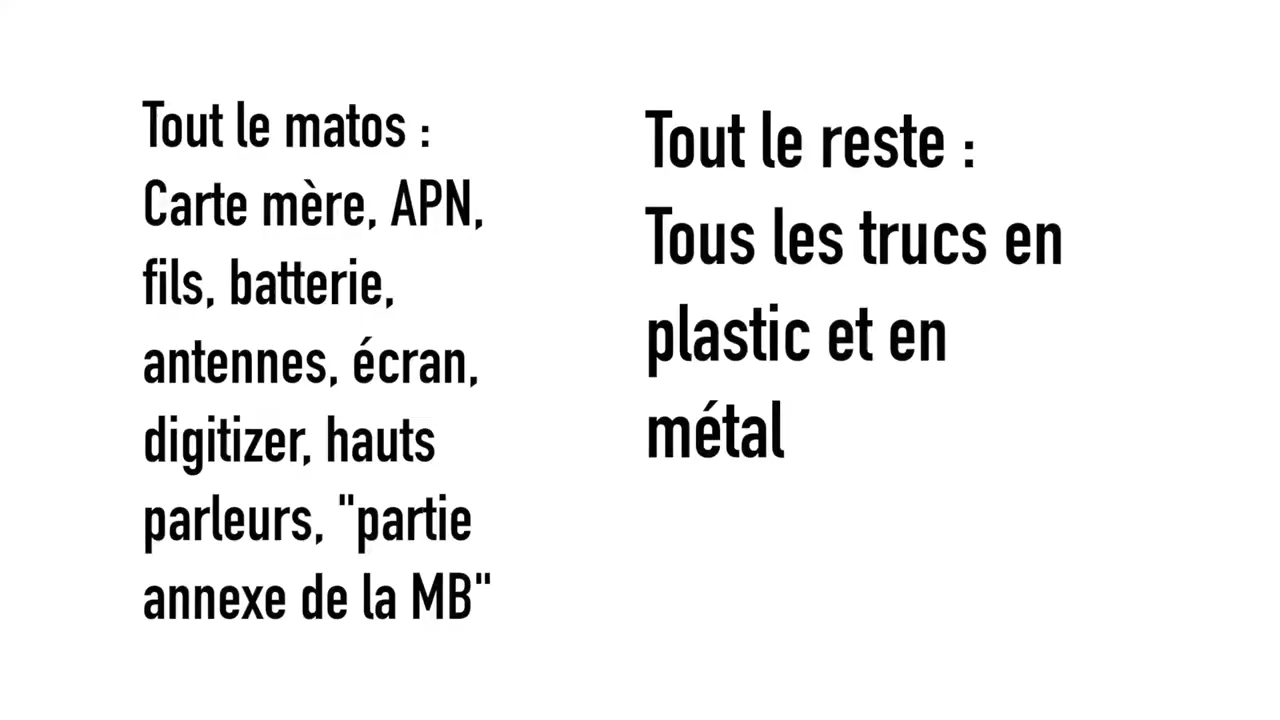 Tout le matos :
Carte mère, APN,
fils, batterie,
antennes, écran,
digitizer, hauts
parleurs, "partie
annexe de la MB"
Tout le reste :
Tous les trucs en
plastic et en
métal